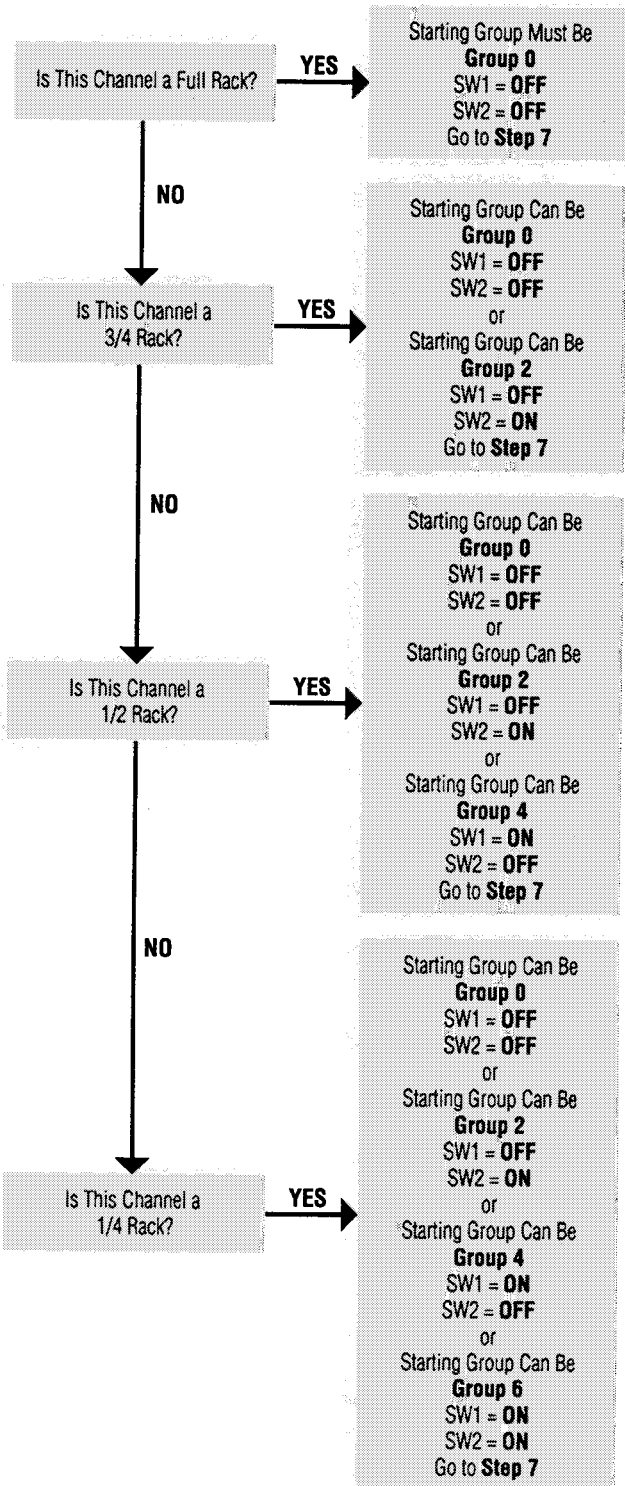 Is This Channel a Full Rack?
YES
Starting Group Must Be
Group 0
SW1 = OFF
SW2 = OFF
Go to Step 7
NO
Is This Channel a
3/4 Rack?
YES
Starting Group Can Be
Group 0
SW1 = OFF
SW2 = OFF
or
Starting Group Can Be
Group 2
SW1 = OFF
SW2 = ON
Go to Step 7
NO
Is This Channel a
1/2 Rack?
YES
Starting Group Can Be
Group 0
SW1 = OFF
SW2 = OFF
or
Starting Group Can Be
Group 2
SW1 = OFF
SW2 = ON
or
Starting Group Can Be
Group 4
SW1 = ON
SW2 = OFF
Go to Step 7
NO
Is This Channel a
1/4 Rack?
YES
Starting Group Can Be
Group 0
SW1 = OFF
SW2 = OFF
or
Starting Group Can Be
Group 2
SW1 = OFF
SW2 = ON
or
Starting Group Can Be
Group 4
SW1 = ON
SW2 = OFF
or
Starting Group Can Be
Group 6
SW1 = ON
SW2 = ON
Go to Step 7